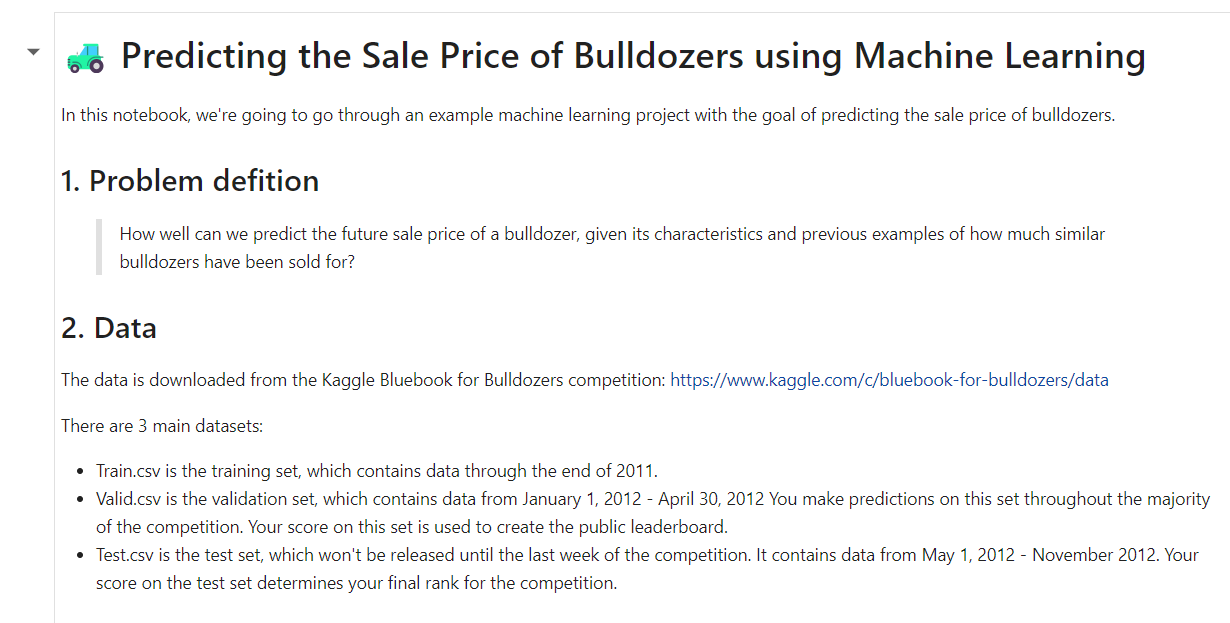 🚜 Predicting the Sale Price of Bulldozers using Machine Learning
In this notebook, we're going to go through an example machine learning project with the goal of predicting the sale price of bulldozers.
1. Problem defition
How well can we predict the future sale price of a bulldozer, given its characteristics and previous examples of how much similar
bulldozers have been sold for?
2. Data
The data is downloaded from the Kaggle Bluebook for Bulldozers competition: https://www.kaggle.com/c/bluebook-for-bulldozers/data
There are 3 main datasets:
• Train.csv is the training set, which contains data through the end of 2011.
• Valid.csv is the validation set, which contains data from January 1, 2012 - April 30, 2012 You make predictions on this set throughout the majority
of the competition. Your score on this set is used to create the public leaderboard.
• Test.csv is the test set, which won't be released until the last week of the competition. It contains data from May 1, 2012 - November 2012. Your
score on the test set determines your final rank for the competition.